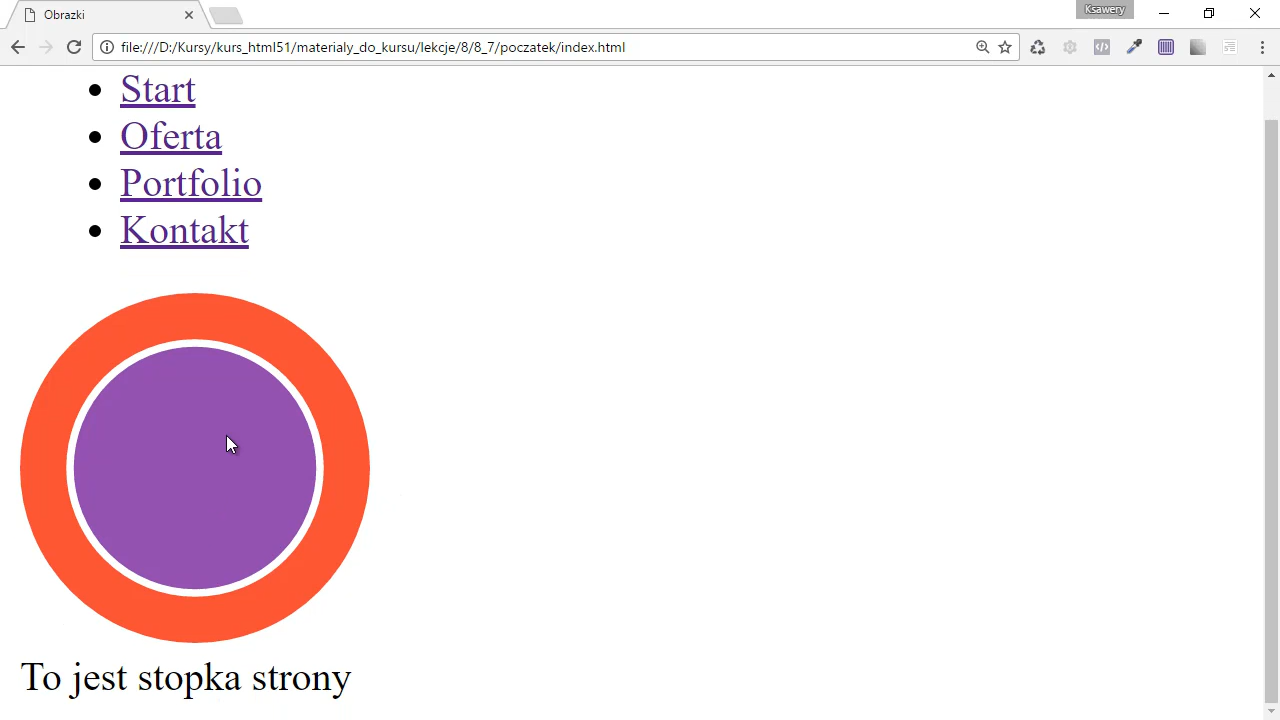 Obrazki
Ksawery
file:///D:/Kursy/kurs_html51/materialy_do_kursu/lekcje/8/8_7/poczatek/index.html
Start
Oferta
Portfolio
Kontakt
To jest stopka strony